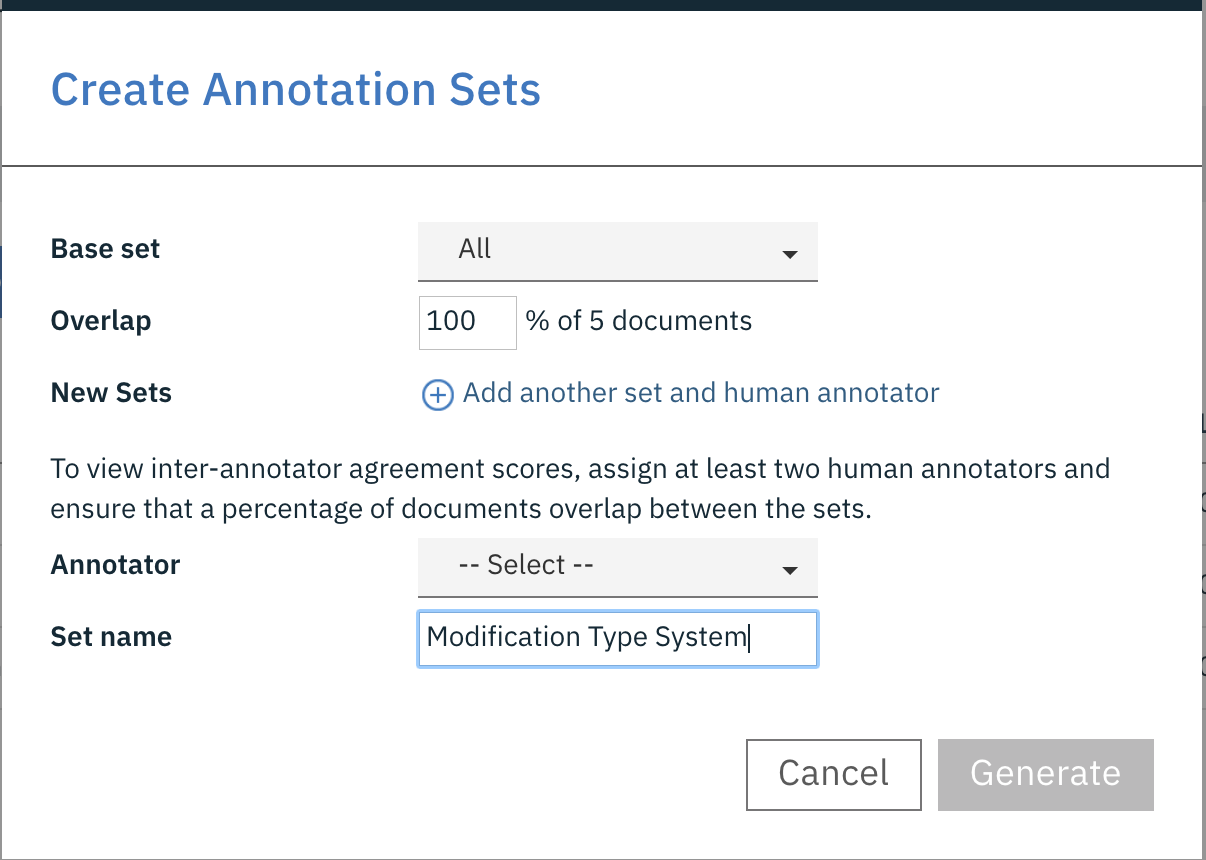 Create Annotation Sets
Base set All
Overlap 100 % of 5 documents
New Sets Add another set and human annotator
To view inter-annotator agreement scores, assign at least two human annotators and
ensure that a percentage of documents overlap between the sets.
Annotator -- Select --
Set name Modification Type System
Cancel Generate